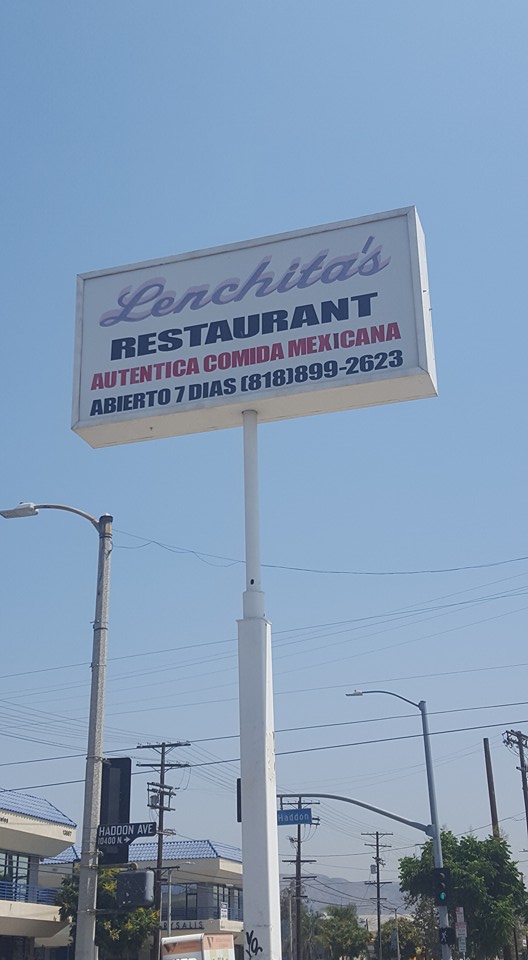 Lenchita's
RESTAURANT
AUTENTICA COMIDA MEXICANA
ABIERTO 7 DIAS (818)899-2623
Haddon
HADDON AVE
10400 N.